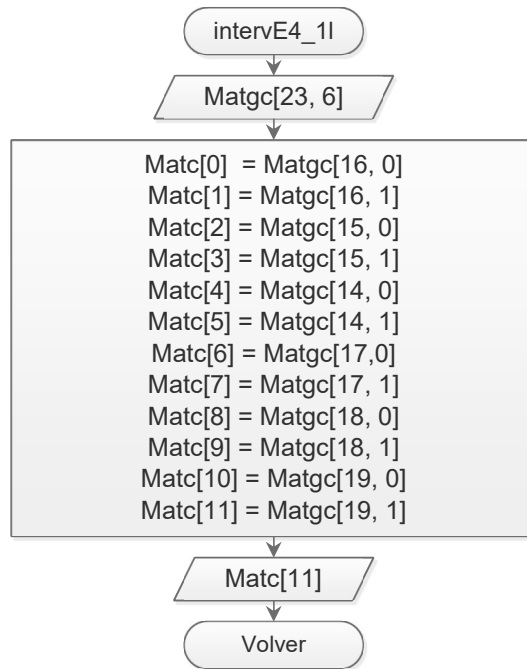 intervE4_1I
Matgc[23, 6]
Matc[0]  = Matgc[16, 0]
Matc[1] = Matgc[16, 1]
Matc[2] = Matgc[15, 0]
Matc[3] = Matgc[15, 1]
Matc[4] = Matgc[14, 0]
Matc[5] = Matgc[14, 1]
Matc[6] = Matgc[17,0]
Matc[7] = Matgc[17, 1]
Matc[8] = Matgc[18, 0]
Matc[9] = Matgc[18, 1]
Matc[10] = Matgc[19, 0]
Matc[11] = Matgc[19, 1]
Matc[11]
Volver